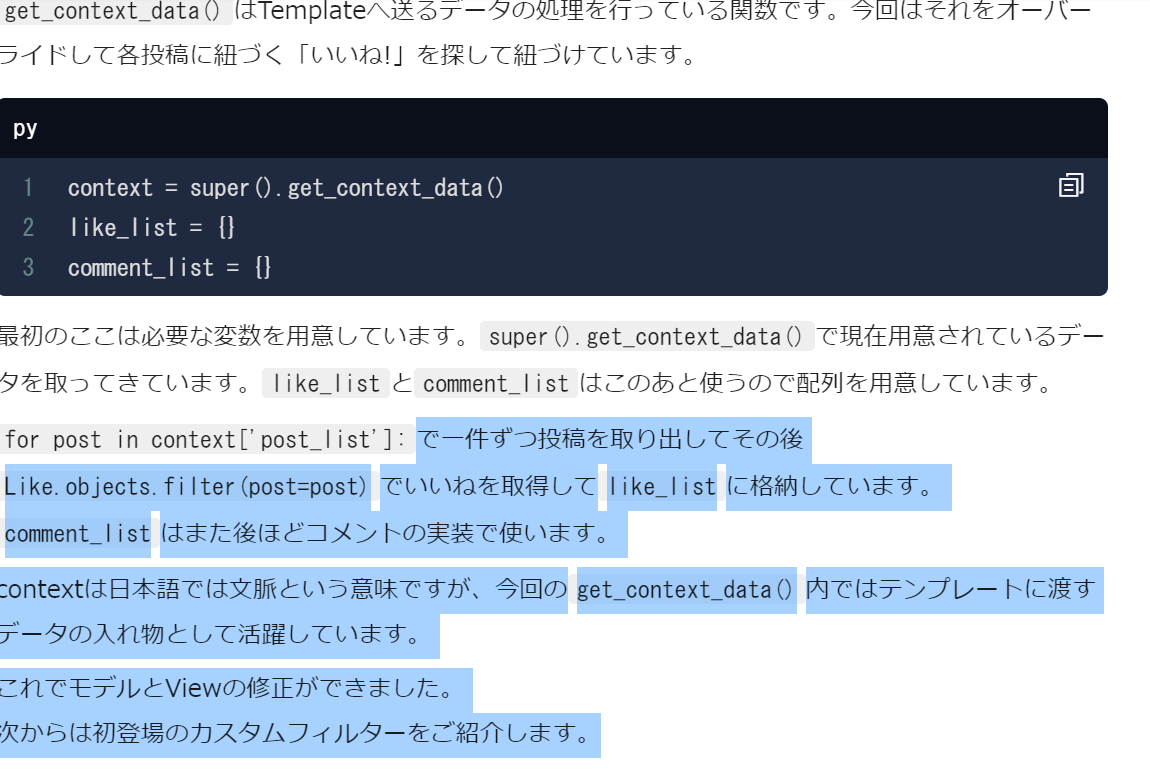 get_context_data() はTemplateへ送るデータの処理を行っている関数です。今回はそれをオーバー
ライドして各投稿に紐づく「いいね!」を探して紐づけています。
py
1 context = super().get_context_data()
2 like_list = {}
3 comment_list = {}
最初のここは必要な変数を用意しています。 super().get_context_data() で現在用意されているデー
タを取ってきています。 like_list と comment_list はこのあと使うので配列を用意しています。
for post in context['post_list']: で一件ずつ投稿を取り出してその後
Like.objects.filter(post=post) でいいねを取得して like_list に格納しています。
comment_list はまた後ほどコメントの実装で使います。
contextは日本語では文脈という意味ですが、今回の get_context_data() 内ではテンプレートに渡す
データの入れ物として活躍しています。
これでモデルとViewの修正ができました。
次からは初登場のカスタムフィルターをご紹介します。